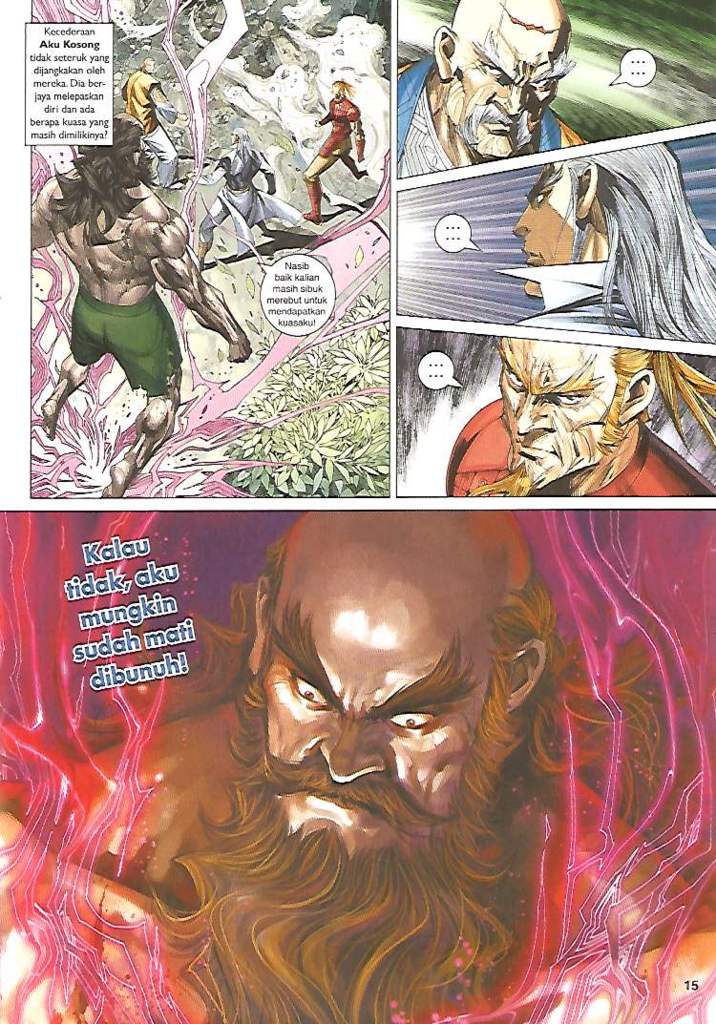 Kecederaan
Aku Kosong
tidak seteruk yang
dijangkakan oleh
mereka. Dia ber-
jaya melepaskan
diri dan ada
berapa kuasa yang
masih dimilikinya?
Nasib
baik kalian
masih sibuk
merebut untuk
mendapatkan
kuasaku!
...
...
...
...
...
...
Kalau
tidak, aku
mungkin
sudah mati
dibunuh!
15